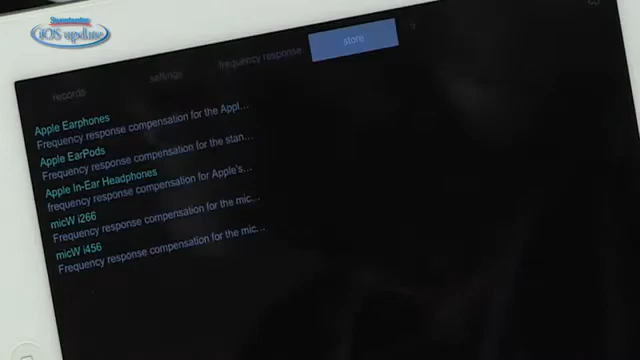 Sweetwater
iOS update
records
settings
frequency response
store
?
Apple Earphones
Frequency response compensation for the Appl...
Apple EarPods
Frequency response compensation for the stan...
Apple In-Ear Headphones
frequency response compensation for Apple's...
micW i266
Frequency response compensation for the mic...
micW i456
Frequency response compensation for the mic...